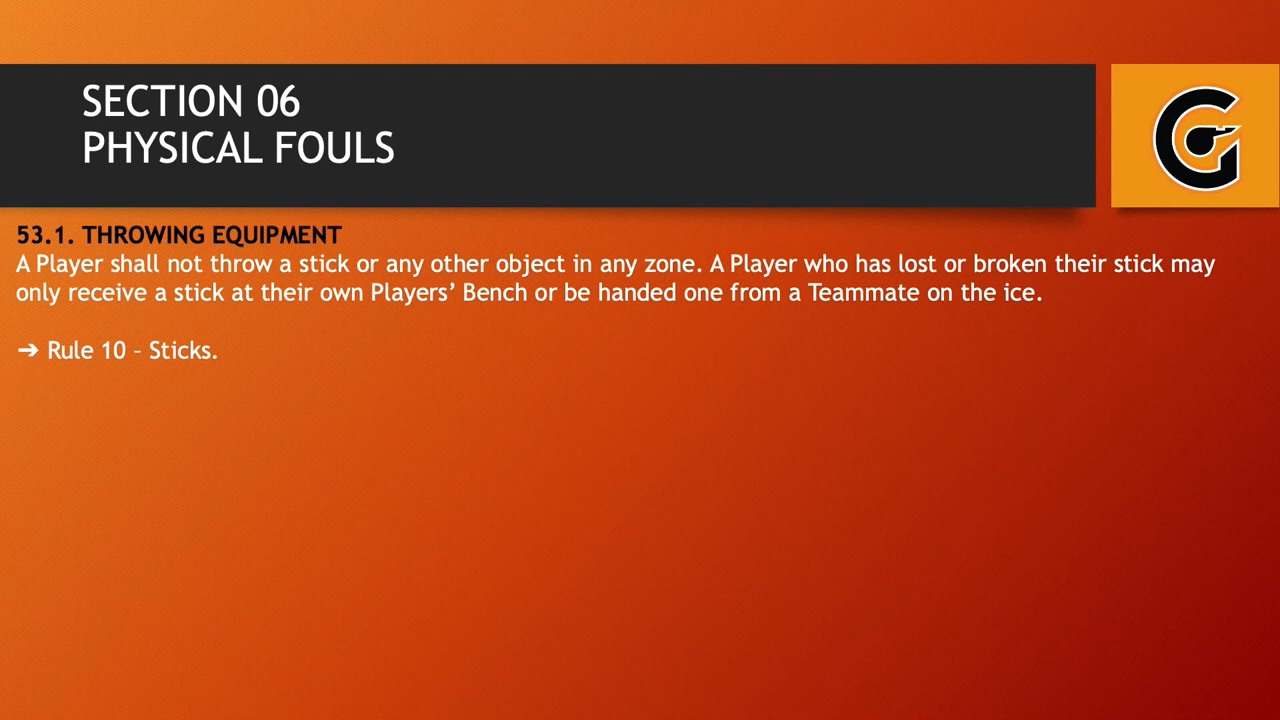 SECTION 06
PHYSICAL FOULS
53.1. THROWING EQUIPMENT
A Player shall not throw a stick or any other object in any zone. A Player who has lost or broken their stick may
only receive a stick at their own Players’ Bench or be handed one from a Teammate on the ice.
➔ Rule 10 – Sticks.